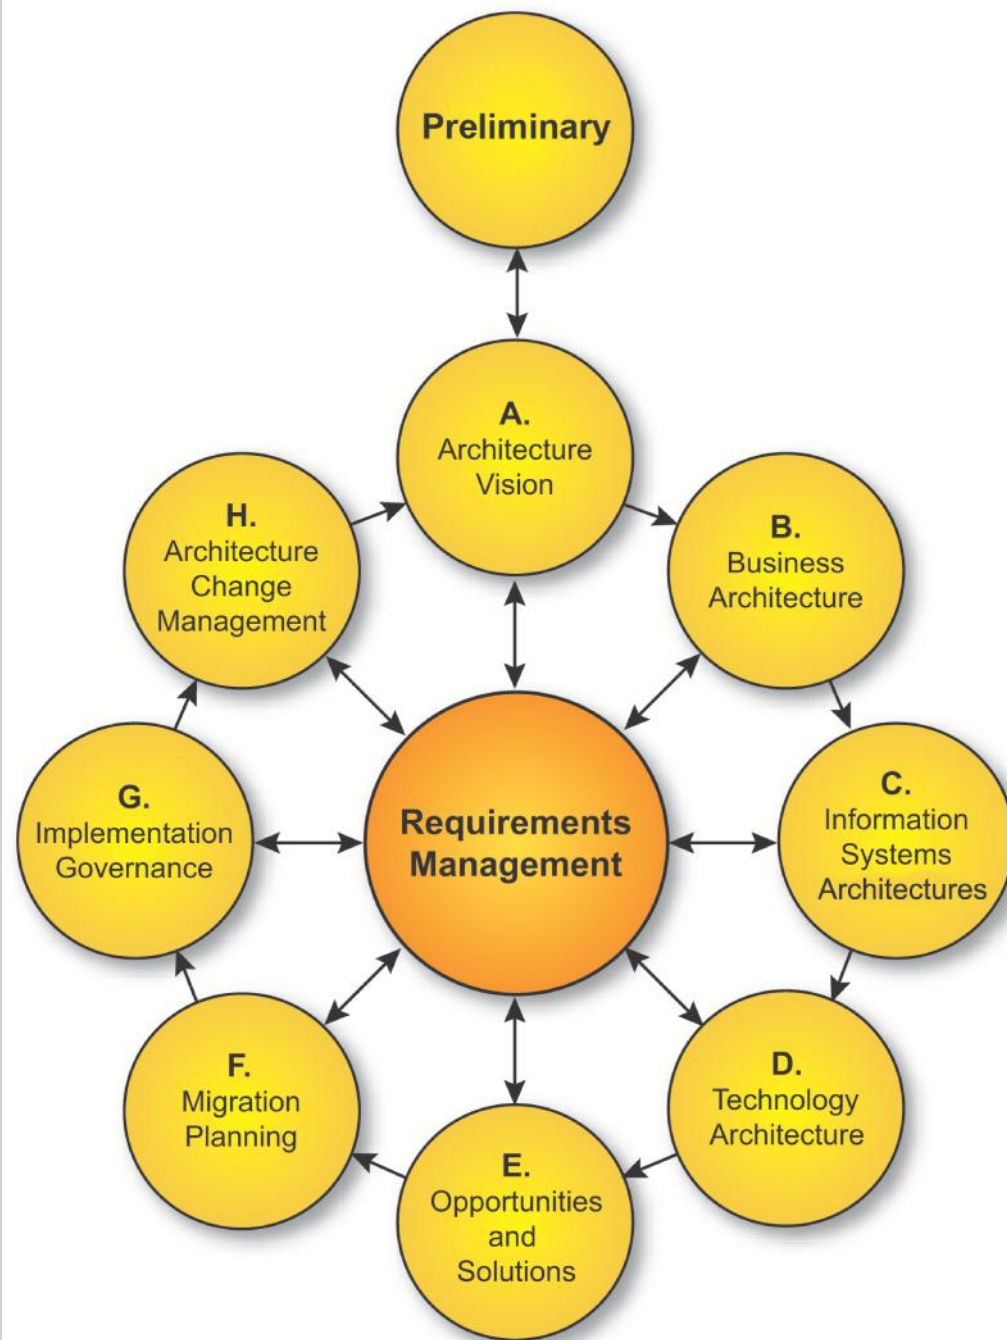 Preliminary
A.
Architecture
Vision
B.
Business
Architecture
C.
Information
Systems
Architectures
D.
Technology
Architecture
E.
Opportunities
and
Solutions
F.
Migration
Planning
G.
Implementation
Governance
H.
Architecture
Change
Management
Requirements
Management